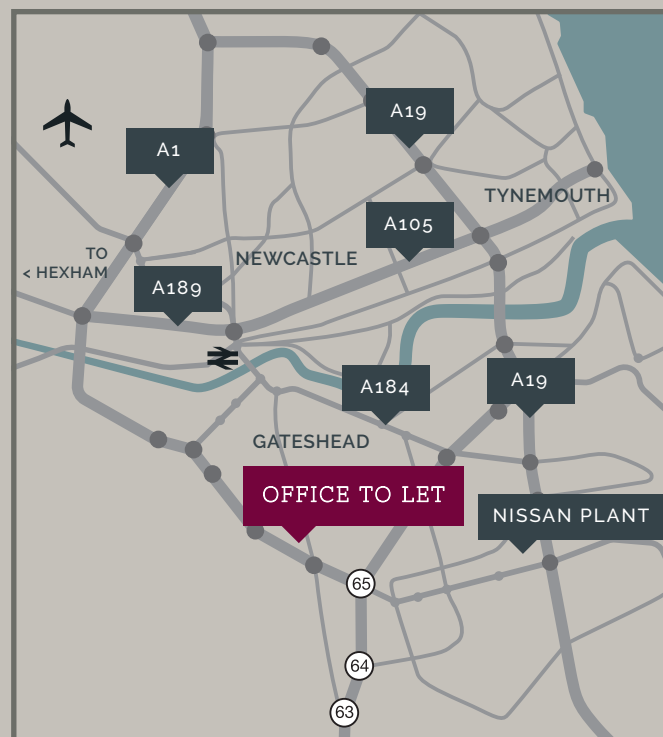 A19
A1
TYNEMOUTH
A105
TO
< HEXHAM
NEWCASTLE
A189
A184
A19
GATESHEAD
OFFICE TO LET
NISSAN PLANT
65
64
63